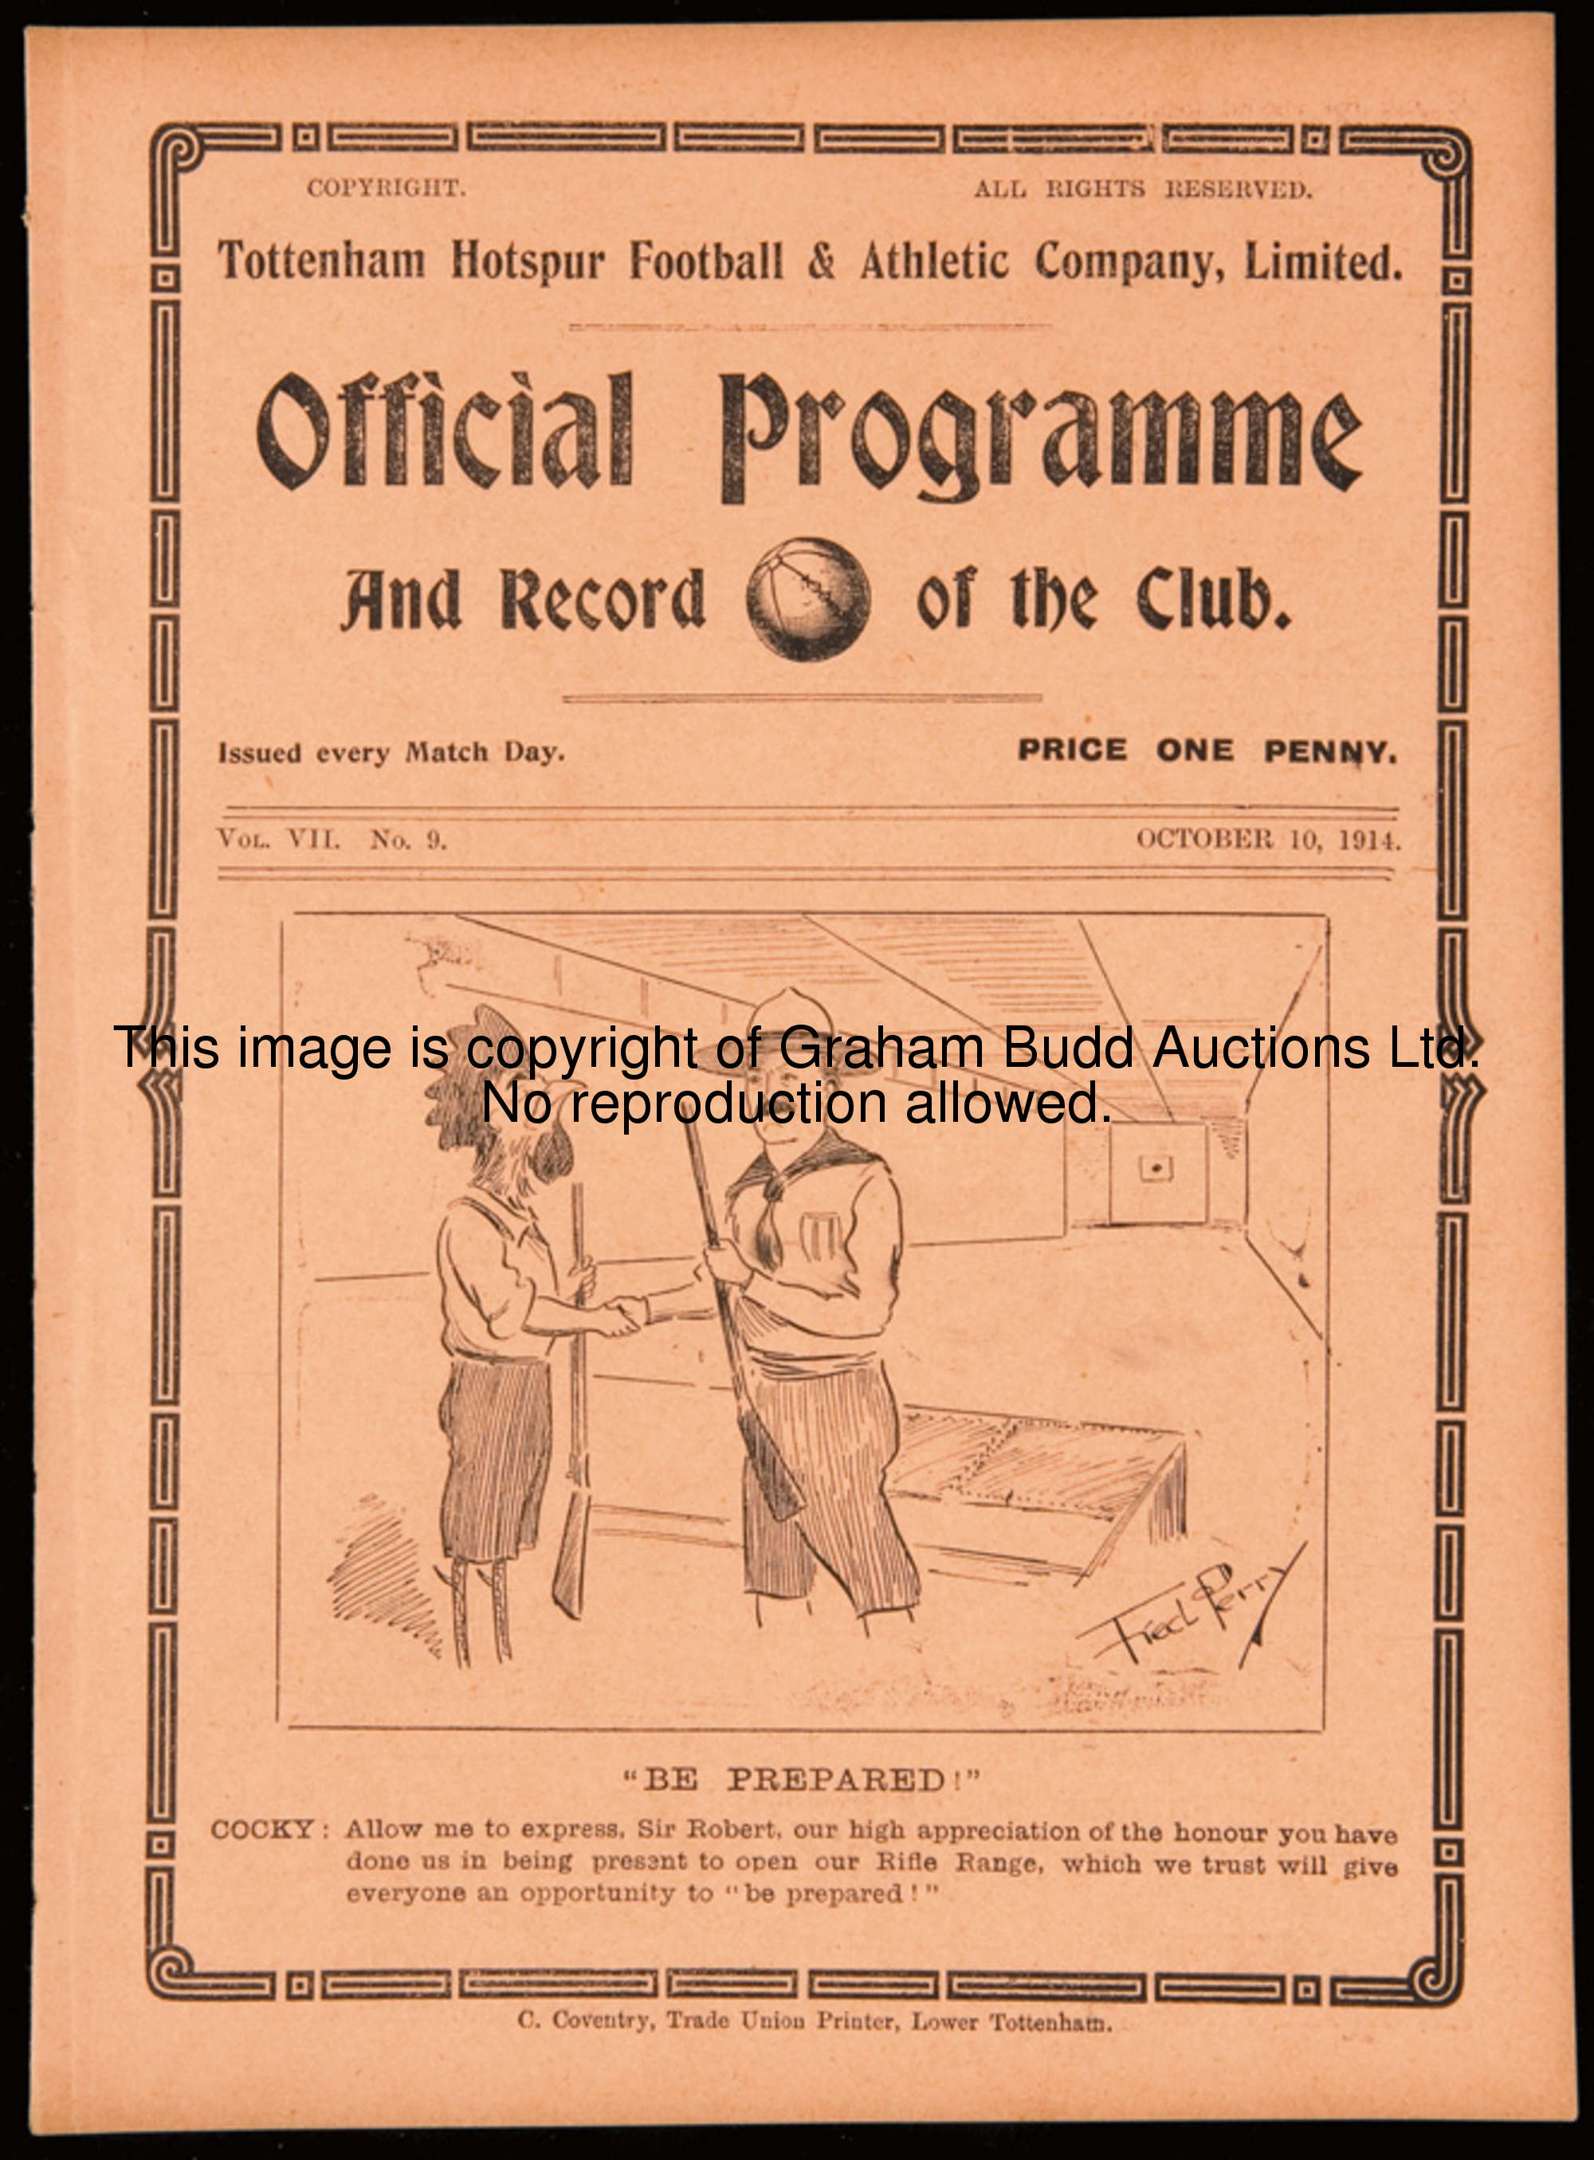 COPYRIGHT. ALL RIGHTS RESERVED.
Tottenham Hotspur Football & Athletic Company, Limited.
Official Programme
And Record of the Club.
Issued every Match Day. PRICE ONE PENNY.
VOL. VII. No. 9. OCTOBER 10, 1914.
This image is copyright of Graham Budd Auctions Ltd.
No reproduction allowed.
Fred Perry
"BE PREPARED!"
COCKY: Allow me to express, Sir Robert, our high appreciation of the honour you have
done us in being present to open our Rifle Range, which we trust will give
everyone an opportunity to "be prepared!"
C. Coventry, Trade Union Printer, Lower Tottenham.